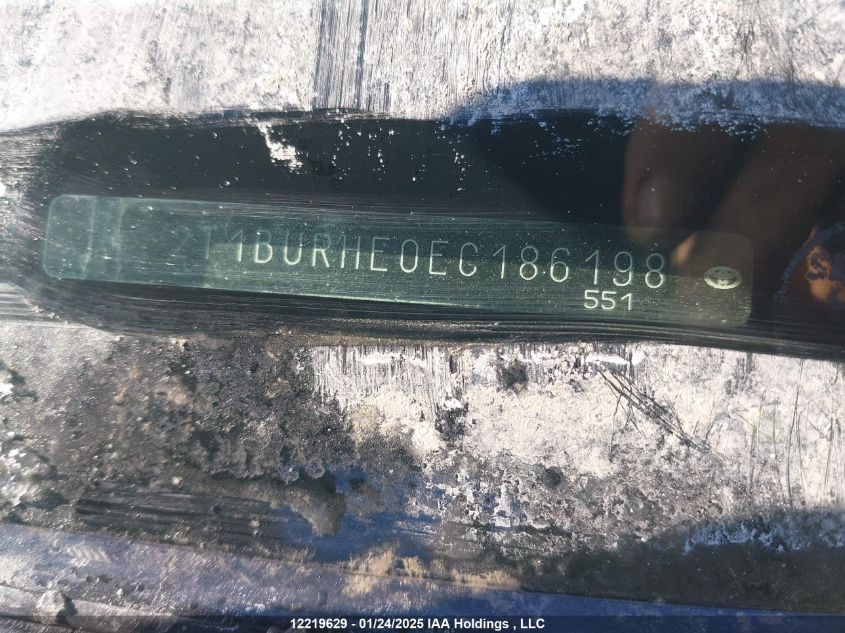 2T1BURHE0EC186198
551
12219629 - 01/24/2025 IAA Holdings , LLC